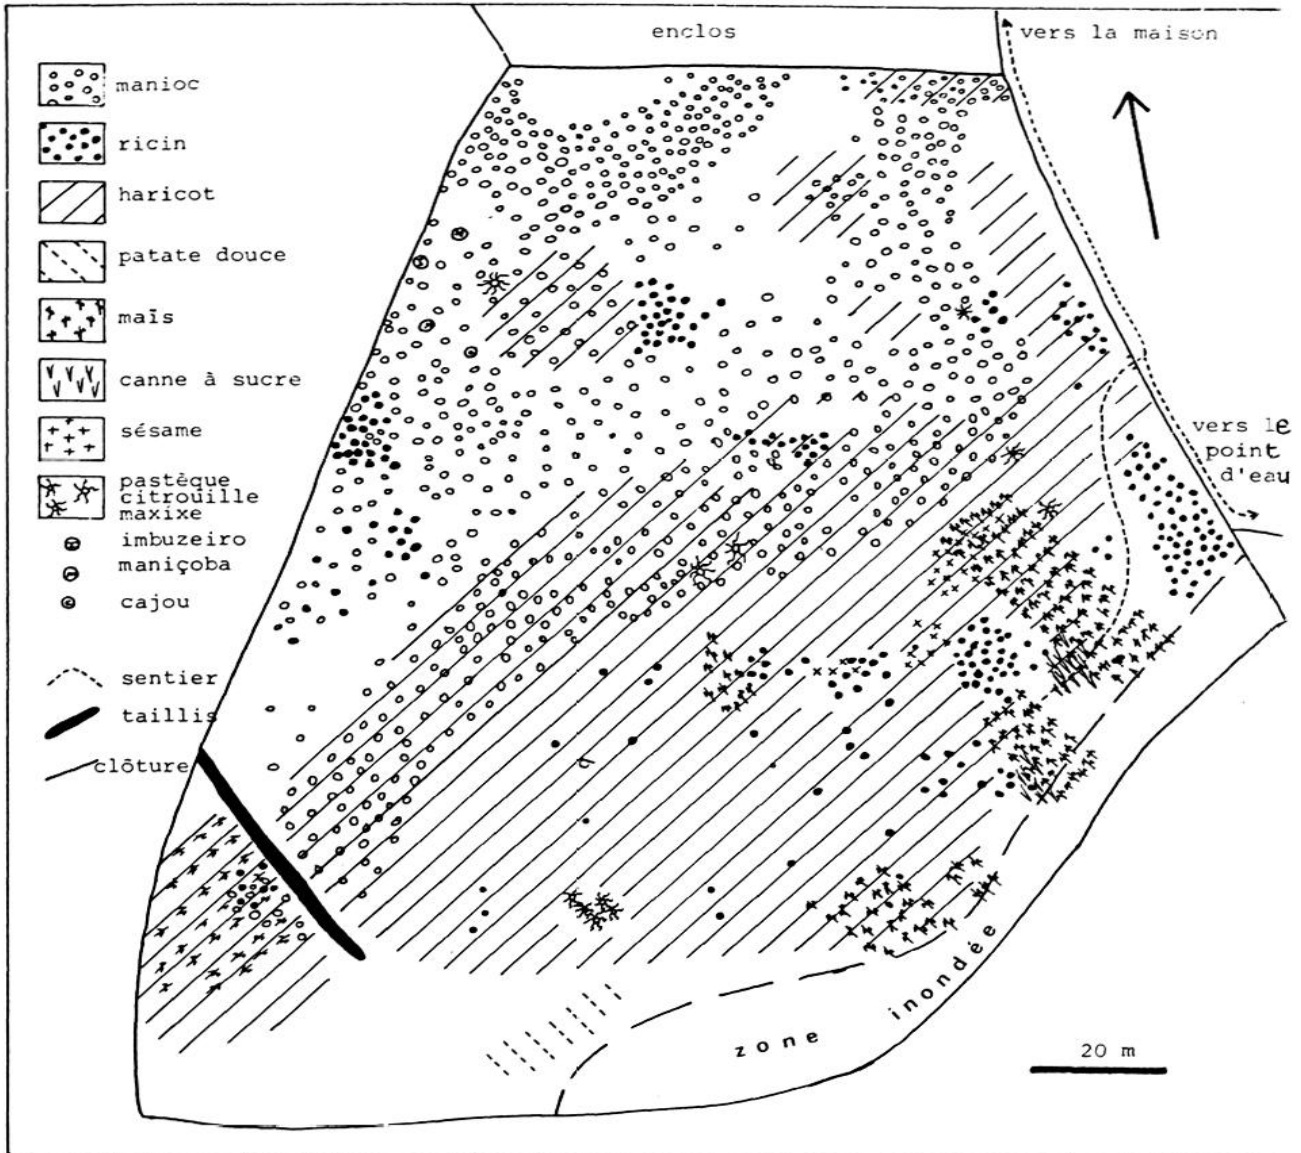 enclos
vers la maison
manioc
ricin
haricot
patate douce
maïs
canne à sucre
sésame
pastèque
citrouille
maxixe
imbuzeiro
maniçoba
cajou
sentier
taillis
clôture
vers le
point
d'eau
zone inondée
20 m